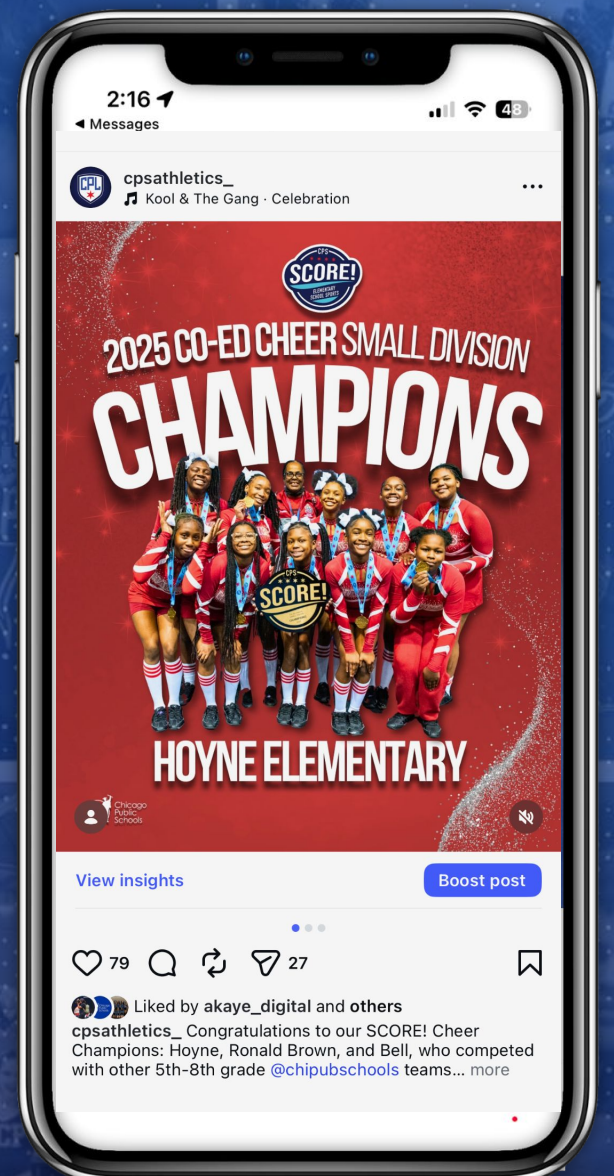 2:16
48
◀ Messages
CPL
cpsathletics_
Kool & The Gang · Celebration
CPS
SCORE!
ELEMENTARY
SCHOOL SPORTS
2025 CO-ED CHEER SMALL DIVISION
CHAMPIONS
CPS
SCORE!
HOYNE ELEMENTARY
Chicago
Public
Schools
View insights
Boost post
79
27
Liked by akaye_digital and others
cpsathletics_ Congratulations to our SCORE! Cheer
Champions: Hoyne, Ronald Brown, and Bell, who competed
with other 5th-8th grade @chipubschools teams... more